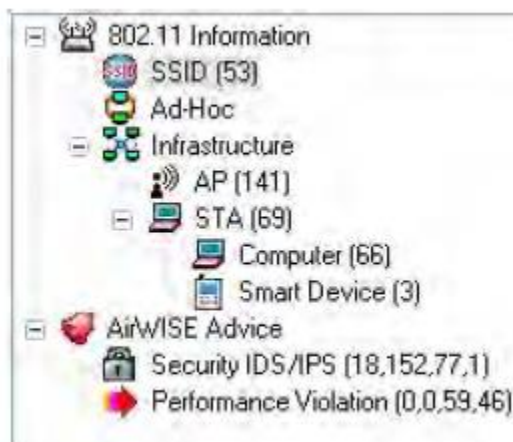 802.11 Information
SSID SSID (53)
Ad-Hoc
Infrastructure
AP (141)
STA (69)
Computer (66)
Smart Device (3)
AirWISE Advice
Security IDS/IPS (18,152,77,1)
Performance Violation (0,0,59,46)